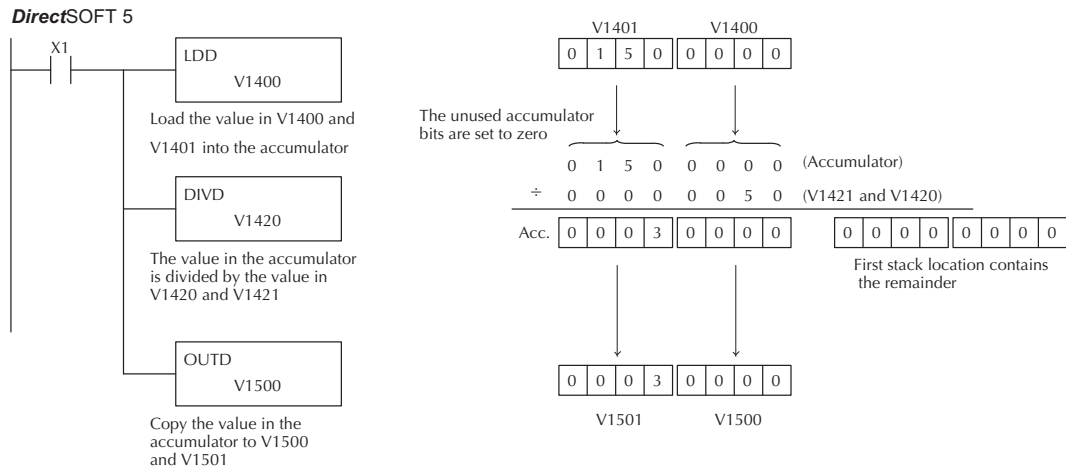 DirectSOFT 5
X1
LDD
V1400
Load the value in V1400 and
V1401 into the accumulator
DIVD
V1420
The value in the accumulator
is divided by the value in
V1420 and V1421
OUTD
V1500
Copy the value in the
accumulator to V1500
and V1501
V1401 V1400
0 1 5 0 0 0 0 0
The unused accumulator
bits are set to zero
0 1 5 0 0 0 0 0 (Accumulator)
÷ 0 0 0 0 0 0 5 0 (V1421 and V1420)
Acc. 0 0 0 3 0 0 0 0 0 0 0 0 0 0 0 0
First stack location contains
the remainder
0 0 0 3 0 0 0 0
V1501 V1500